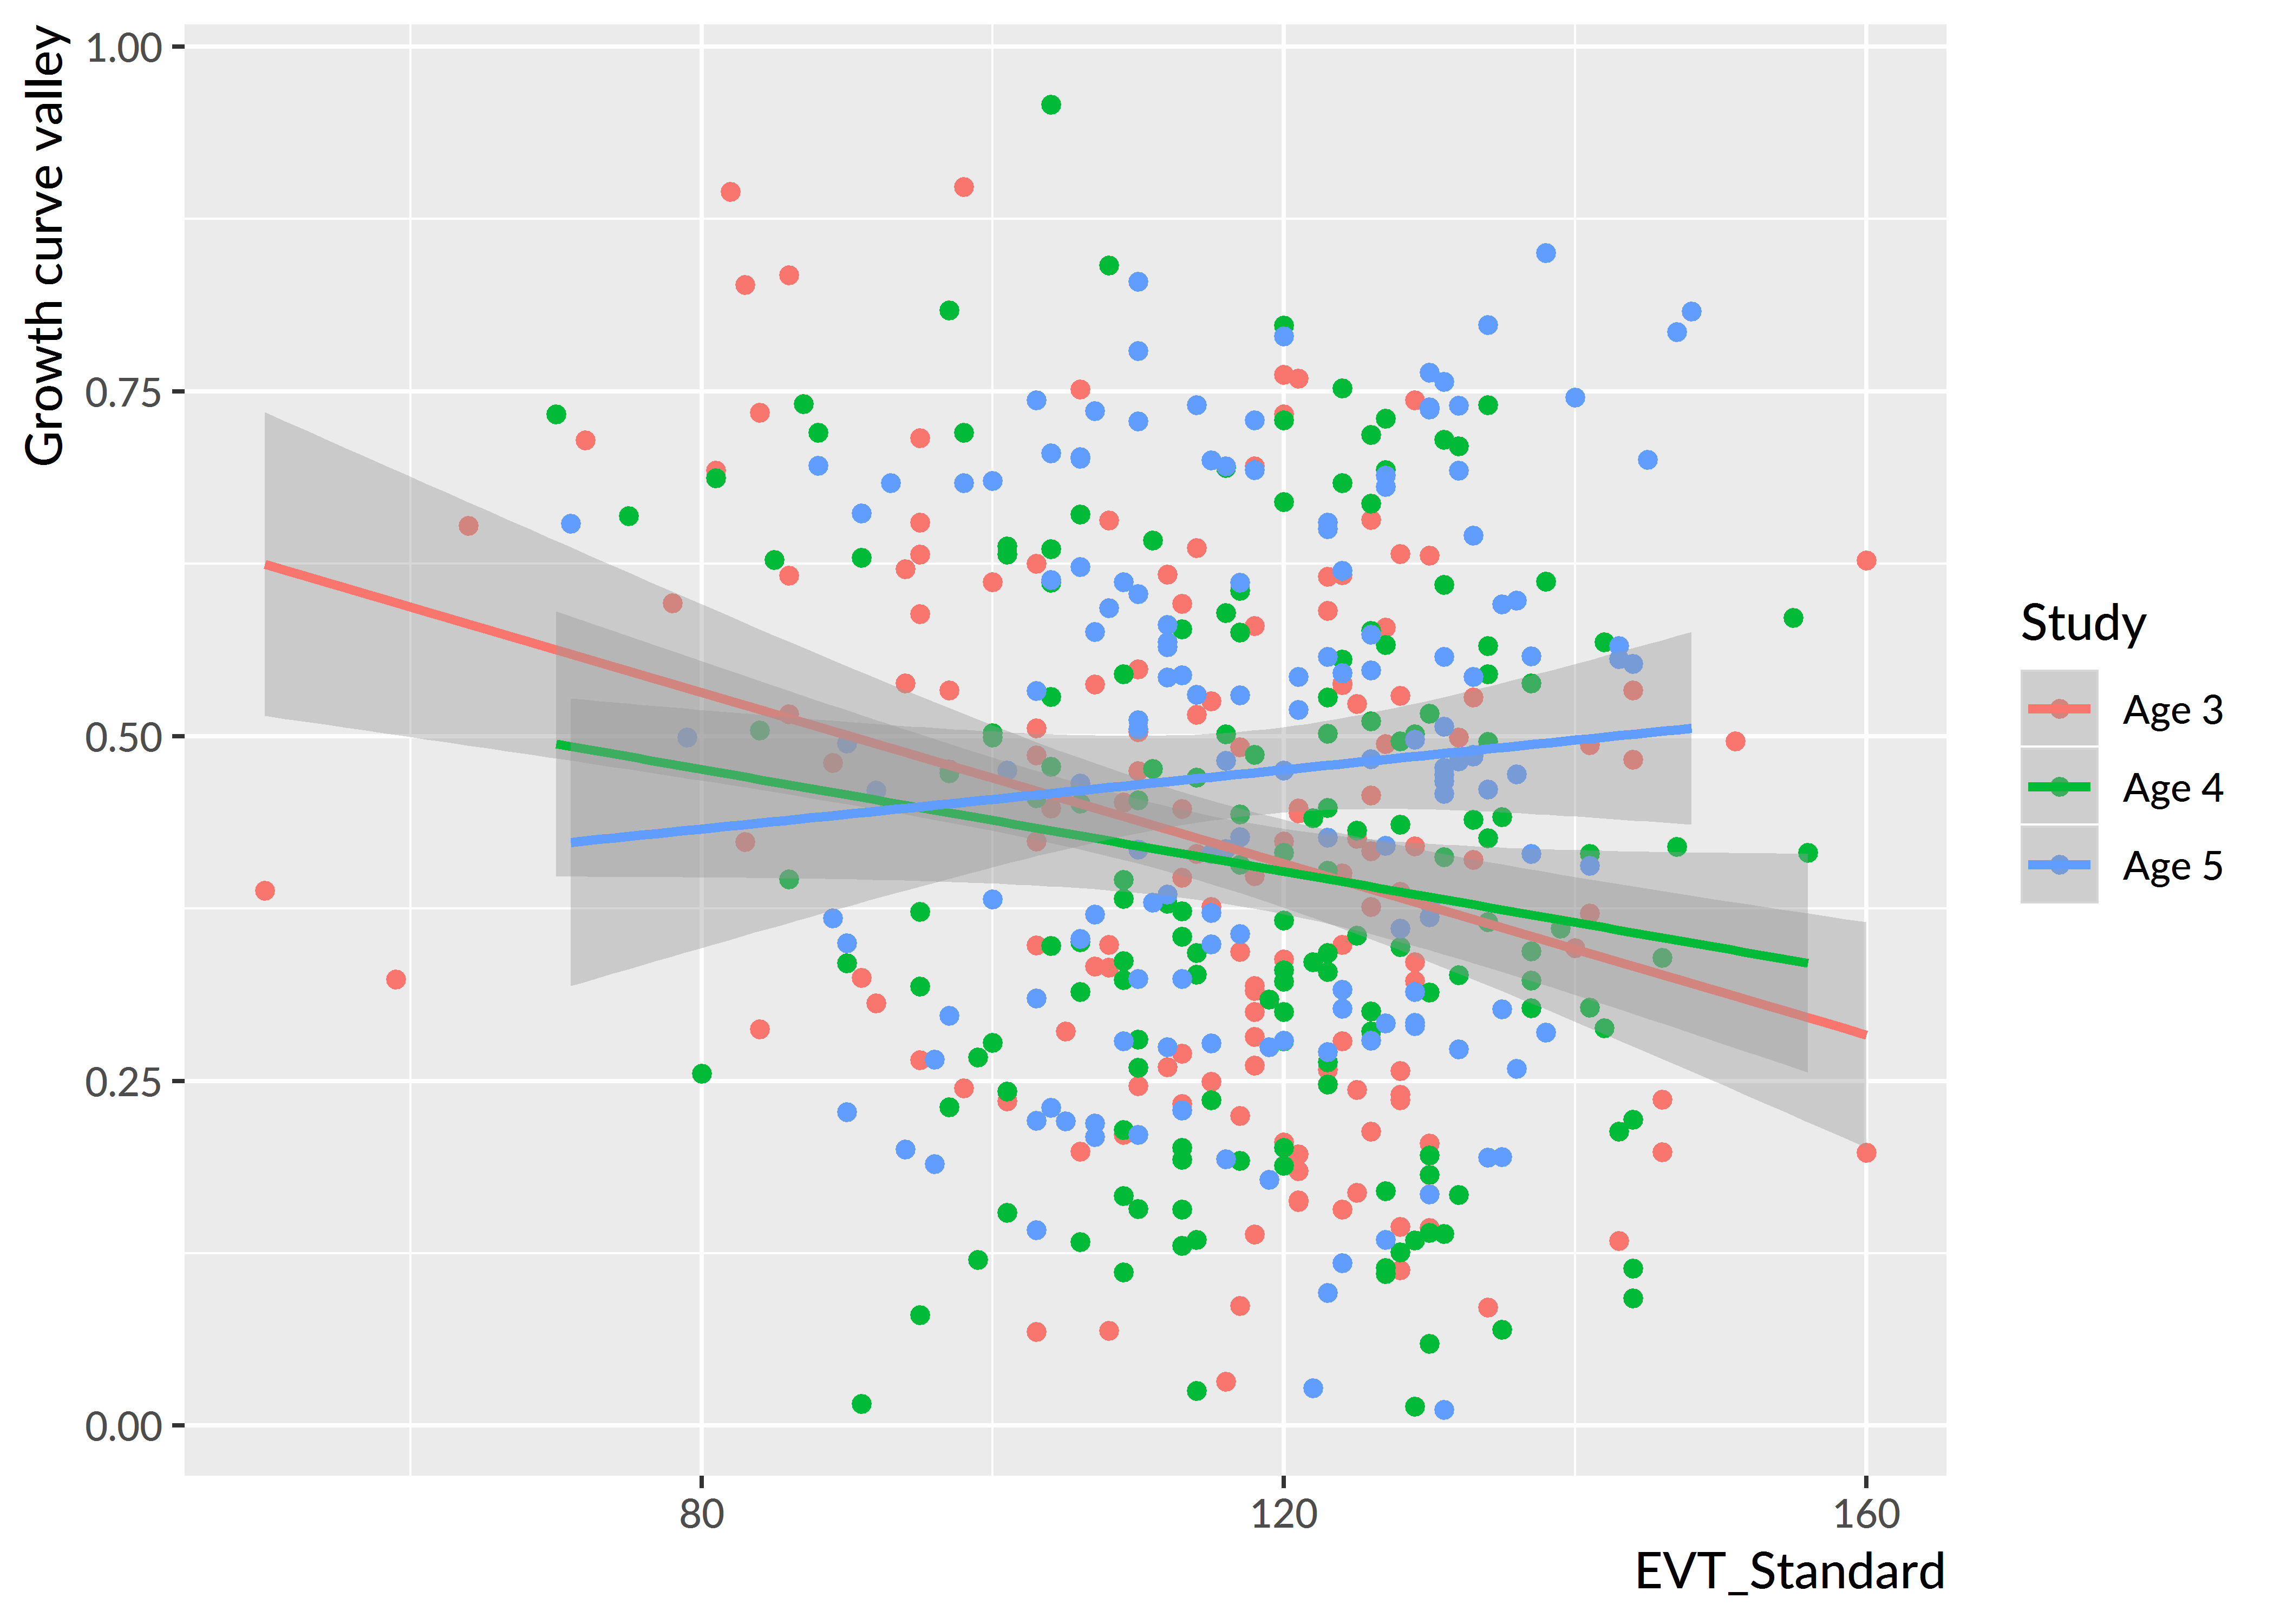 Growth curve valley
1.00
0.75
0.50
0.25
0.00
80
120
160
EVT_Standard
Study
Age 3
Age 4
Age 5